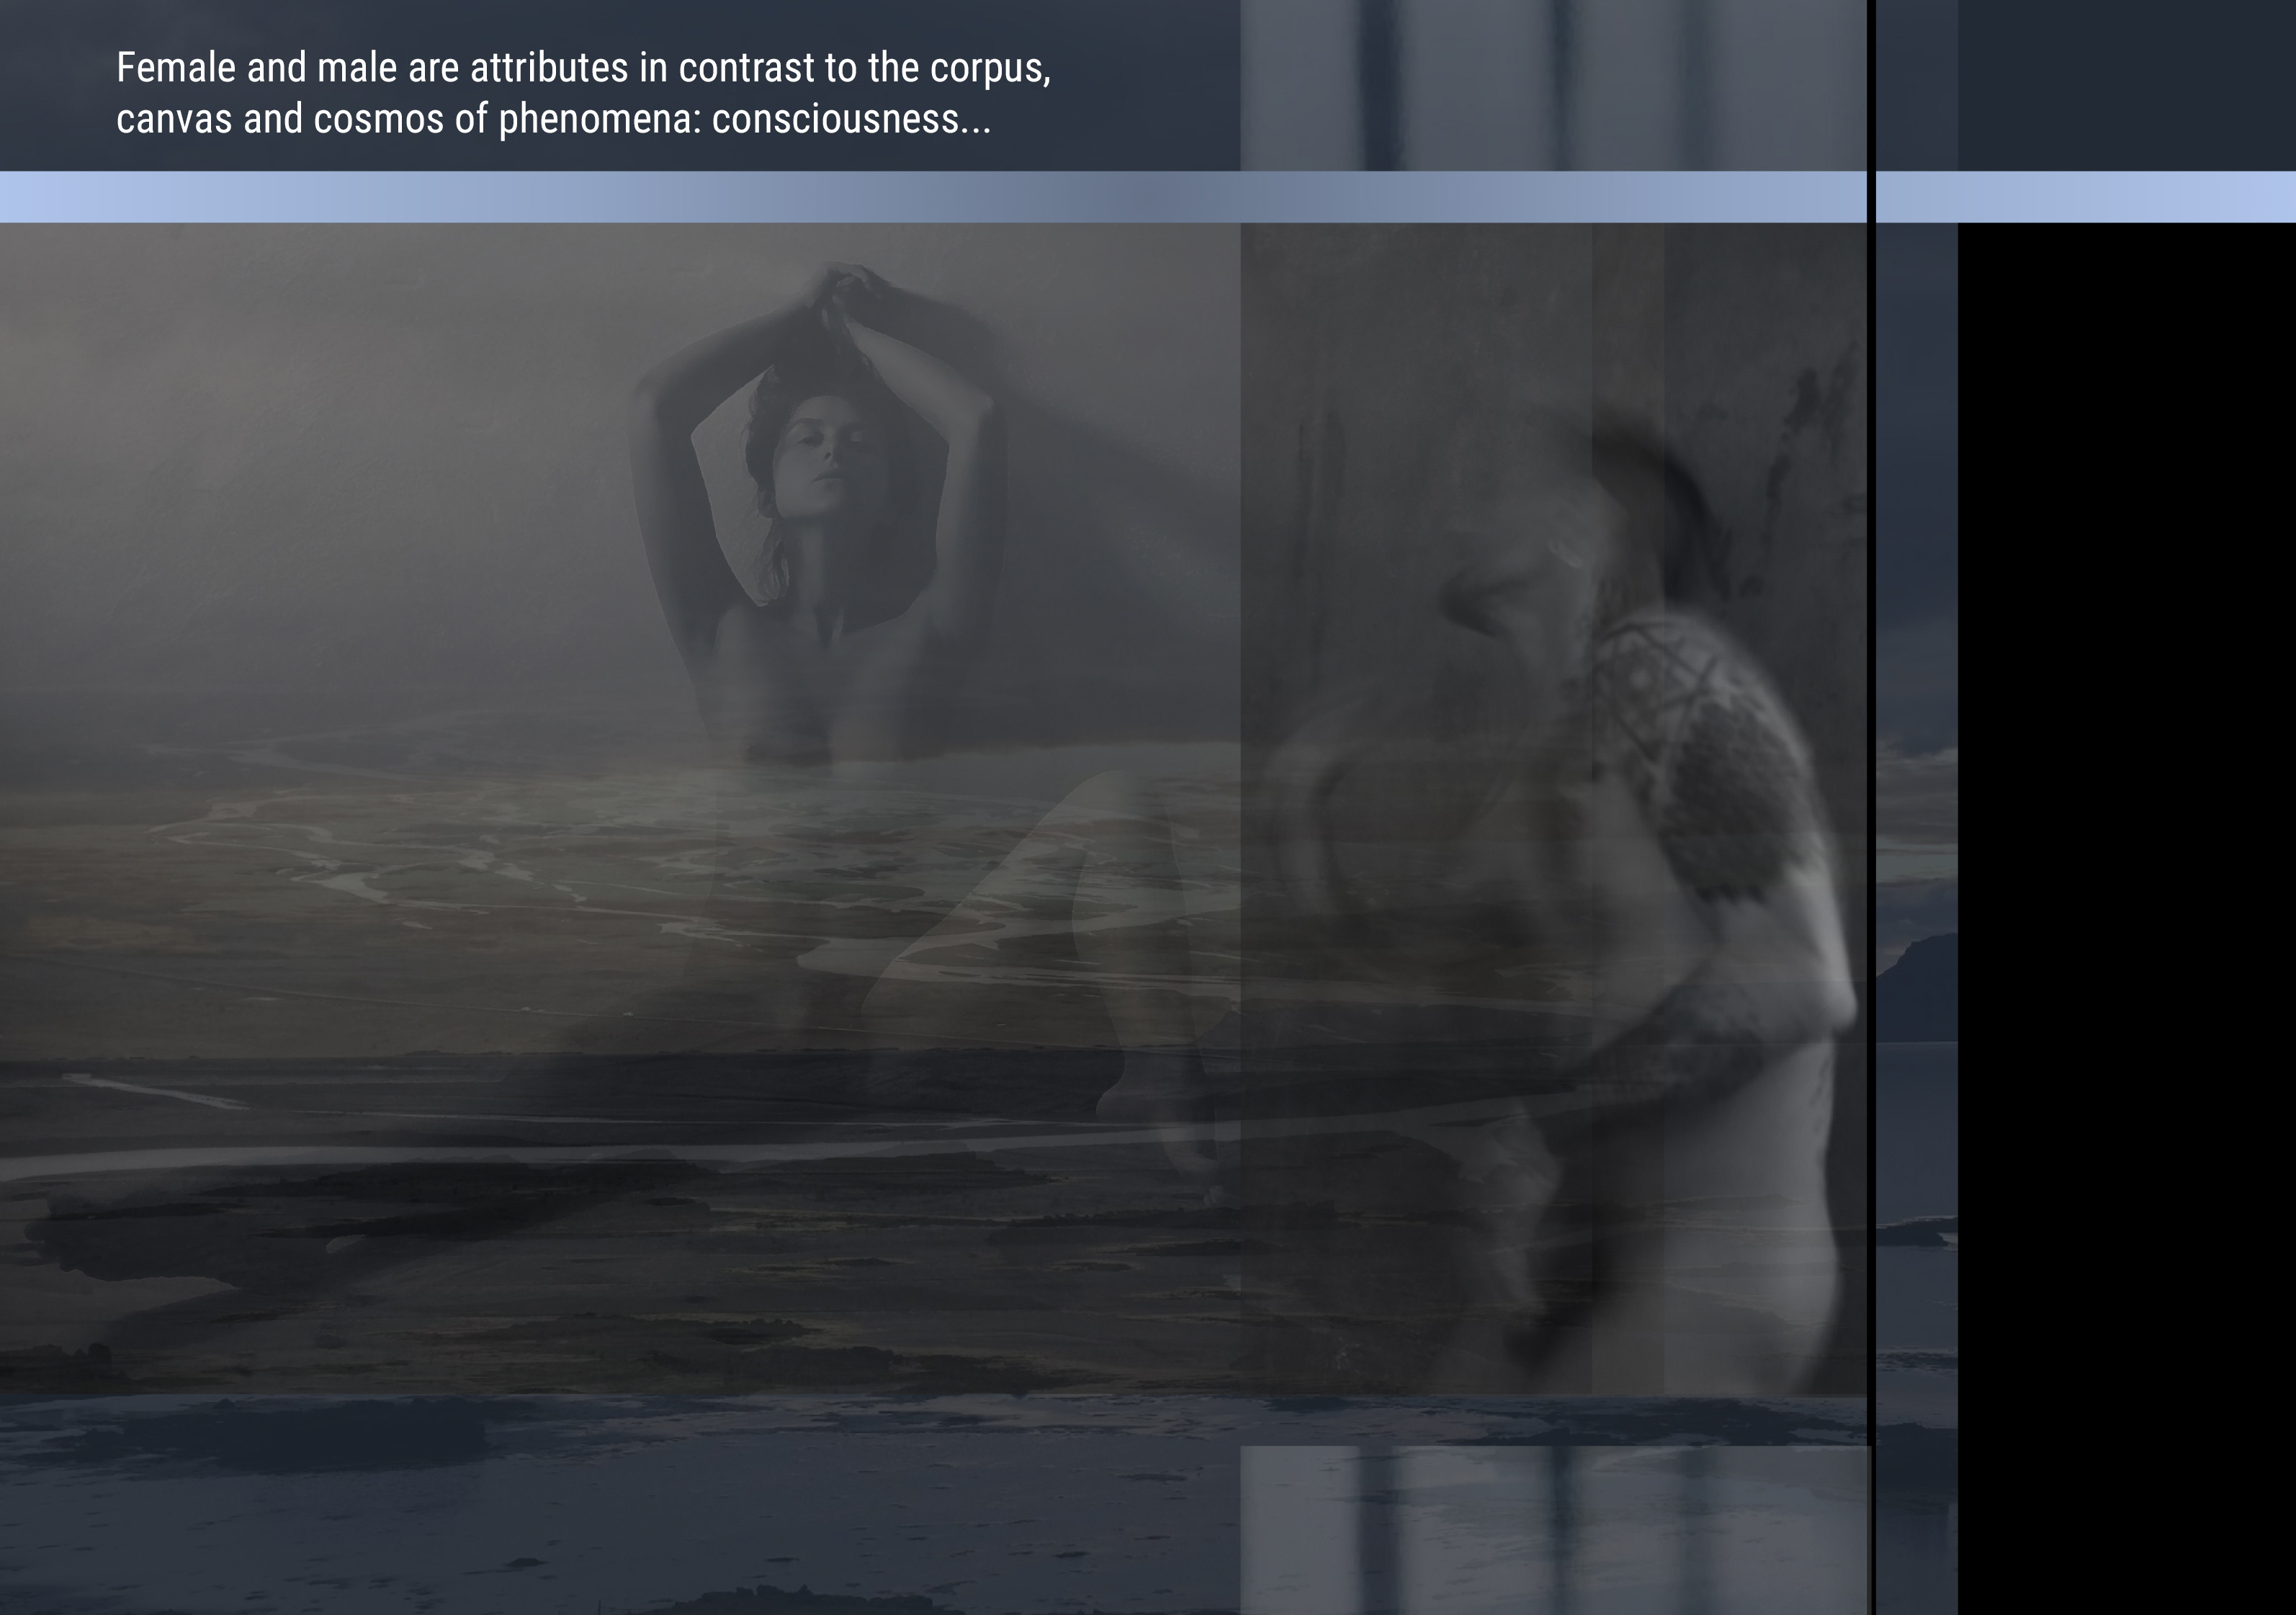 Female and male are attributes in contrast to the corpus,
canvas and cosmos of phenomena: consciousness...